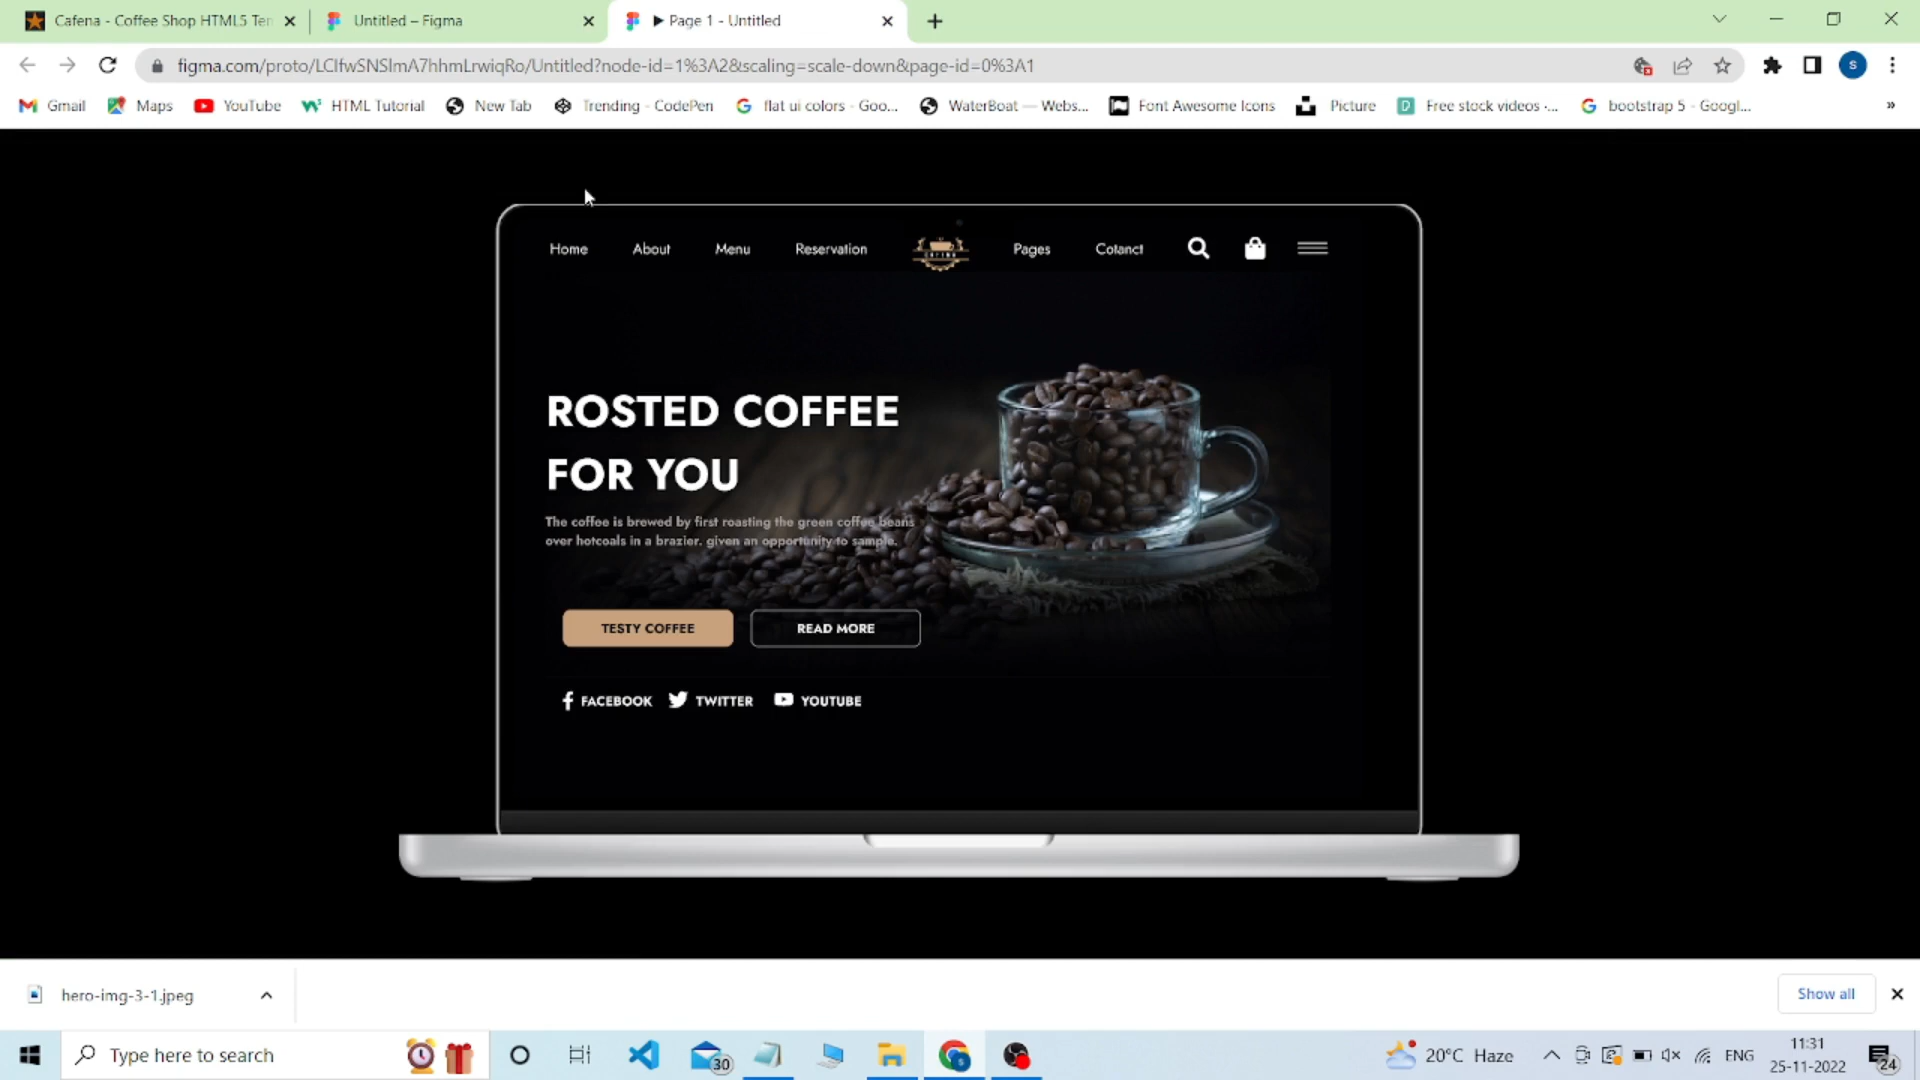 Cafena - Coffee Shop HTML5 Ten
Untitled – Figma
Page 1 - Untitled
figma.com/proto/LClfwSNSlmA7hhmLrwiqRo/Untitled?node-id=1%3A2&scaling=scale-down&page-id=0%3A1
S
Gmail
Maps
YouTube
HTML Tutorial
New Tab
Trending - CodePen
flat ui colors - Goo...
WaterBoat — Webs...
Font Awesome Icons
Picture
Free stock videos ·...
bootstrap 5 - Googl...
»
Home
About
Menu
Reservation
Pages
Cotanct
ROSTED COFFEE
FOR YOU
The coffee is brewed by first roasting the green coffee beans
over hotcoals in a brazier. given an opportunity to sample.
TESTY COFFEE
READ MORE
FACEBOOK
TWITTER
YOUTUBE
hero-img-3-1.jpeg
Show all
Type here to search
30
20°C Haze
ENG
11:31
25-11-2022
24